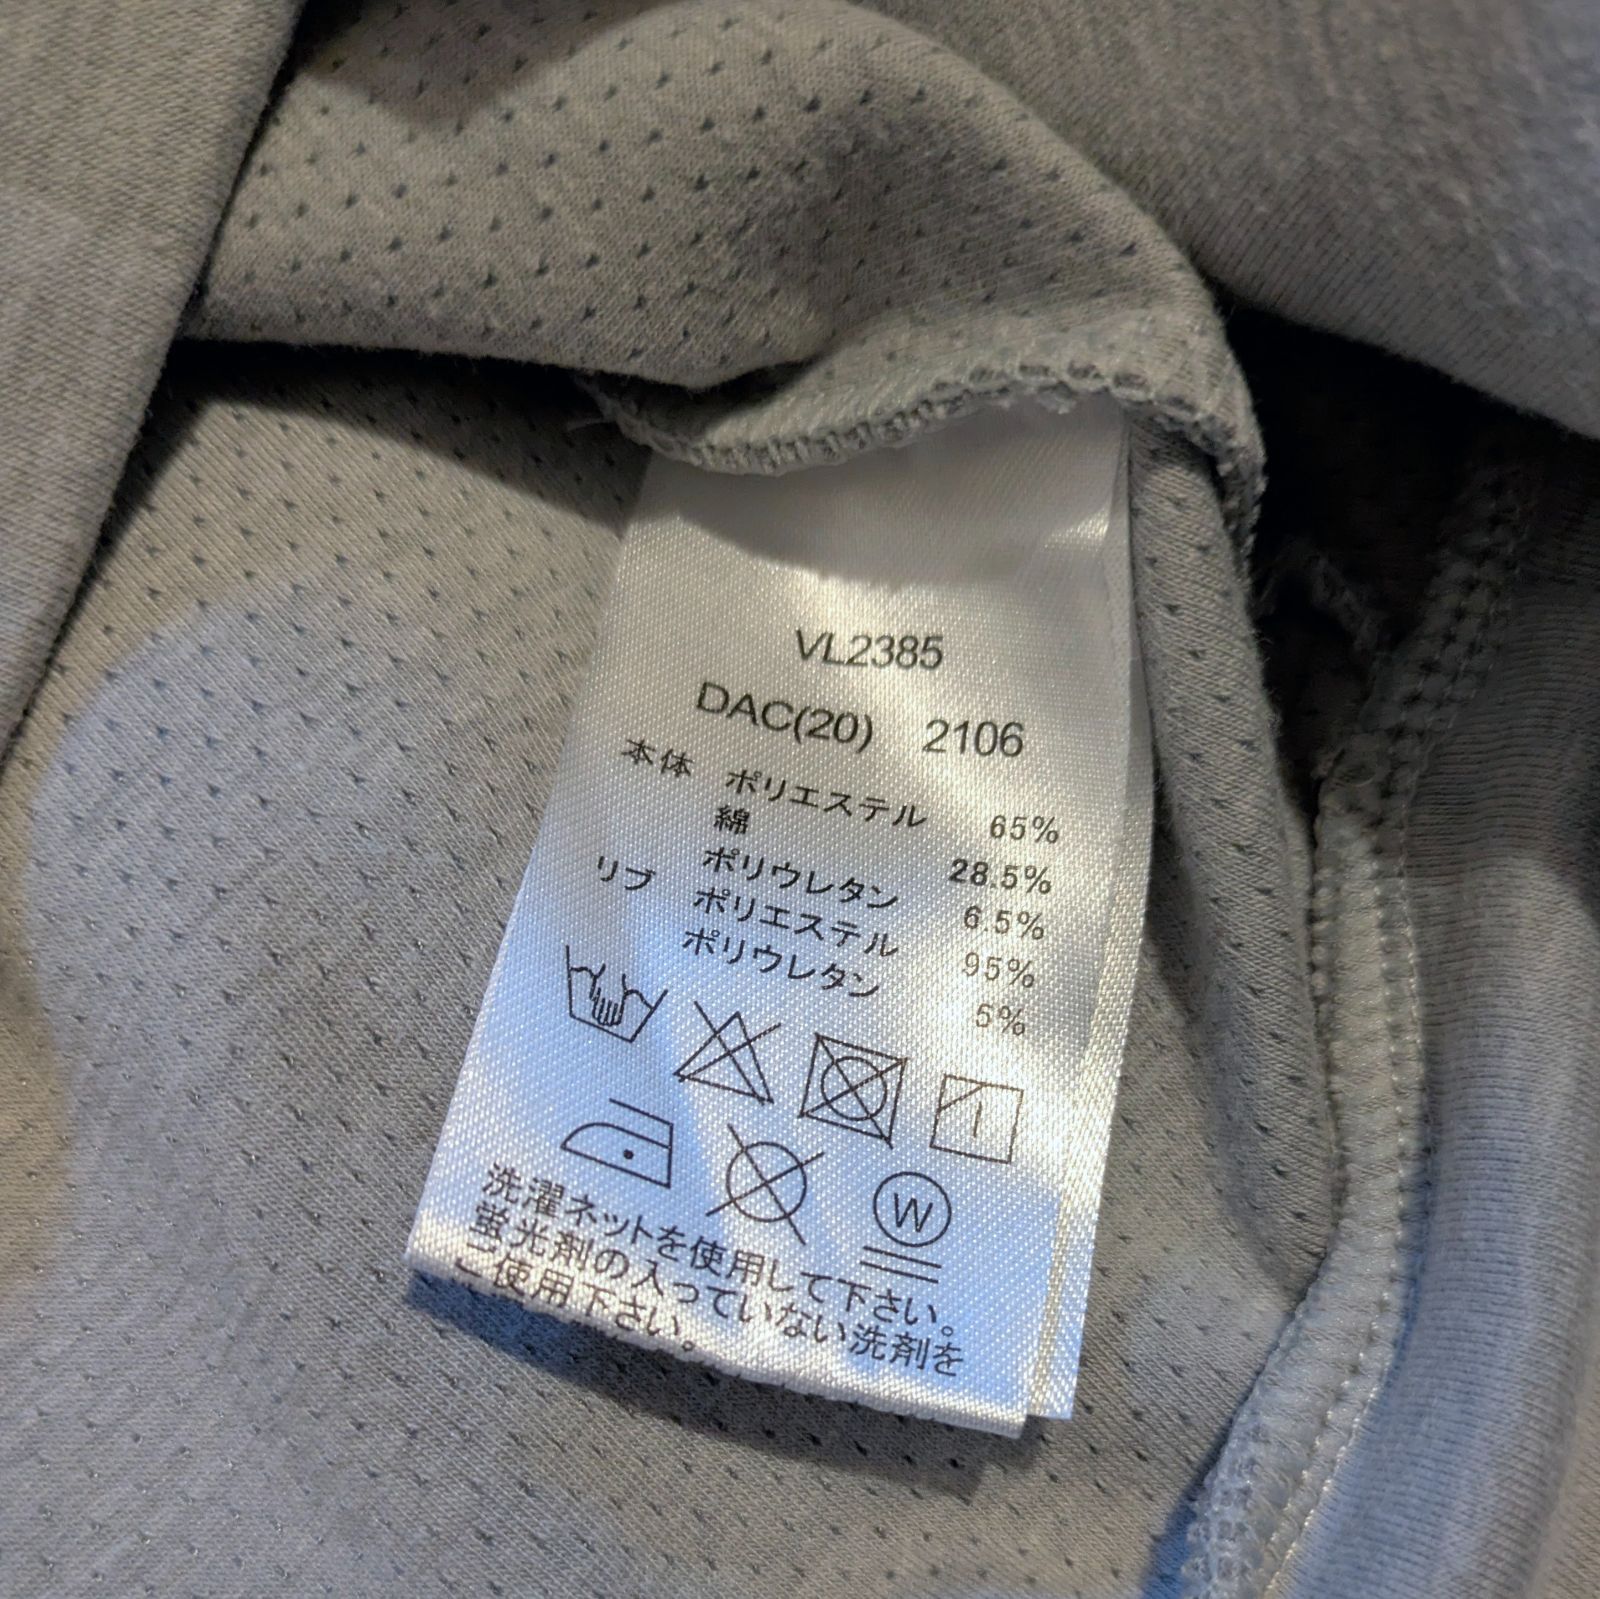 VL2385
DAC(20) 2106
本体 ポリエステル 65%
綿 28.5%
ポリウレタン 6.5%
リブ ポリエステル 95%
ポリウレタン 5%
W
洗濯ネットを使用して下さい。
蛍光剤の入っていない洗剤を
ご使用下さい。